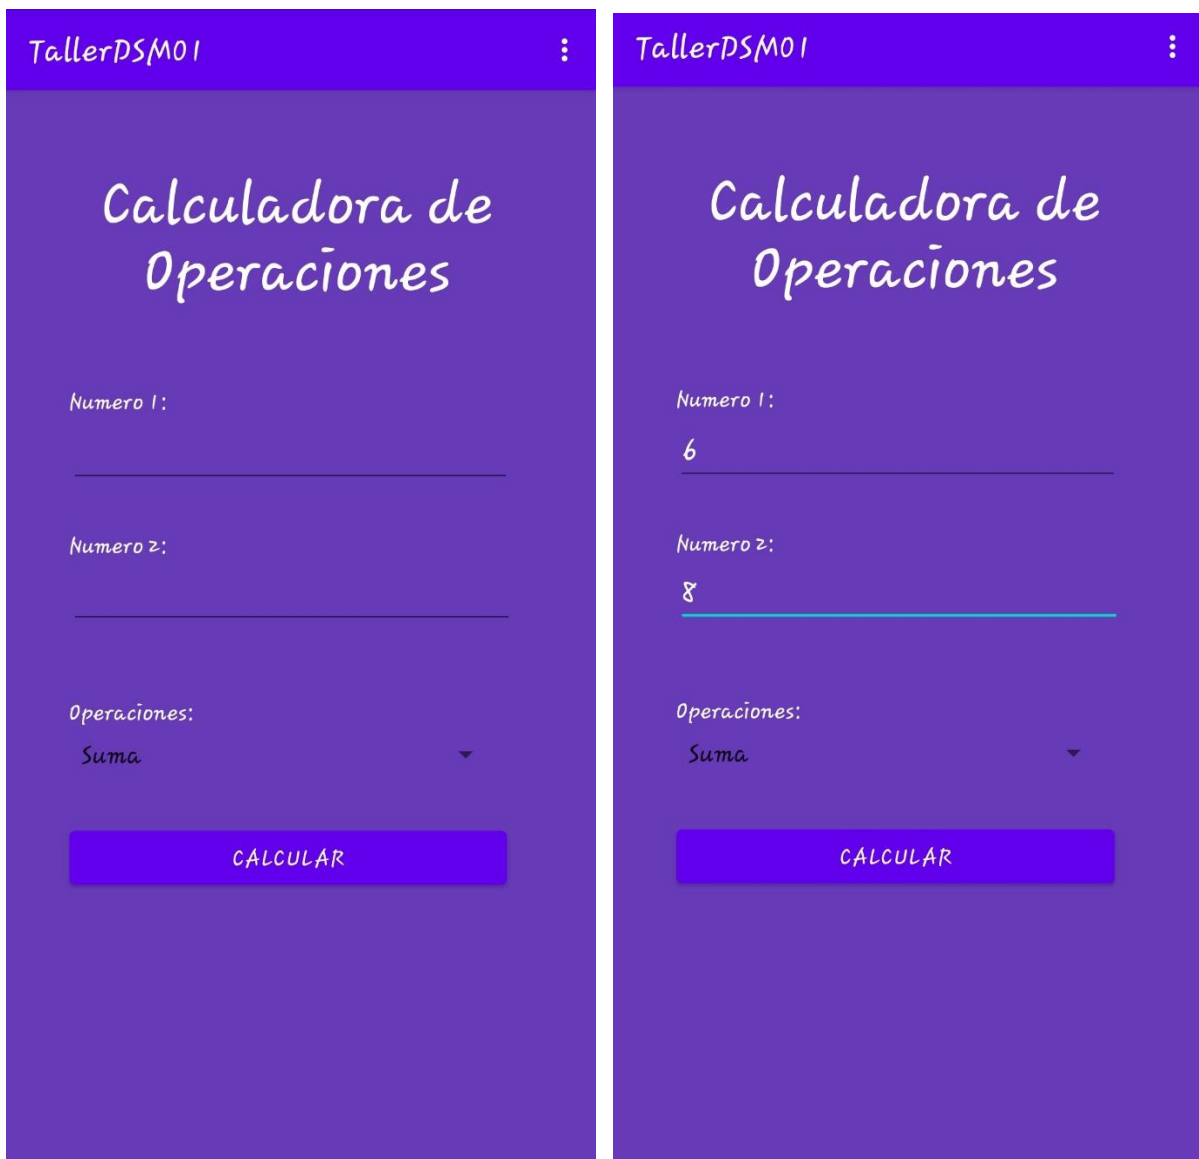 TallerDSM01
Calculadora de
Operaciones
Numero 1:
Numero 2:
Operaciones:
Suma
CALCULAR
TallerDSM01
Calculadora de
Operaciones
Numero 1:
6
Numero 2:
8
Operaciones:
Suma
CALCULAR